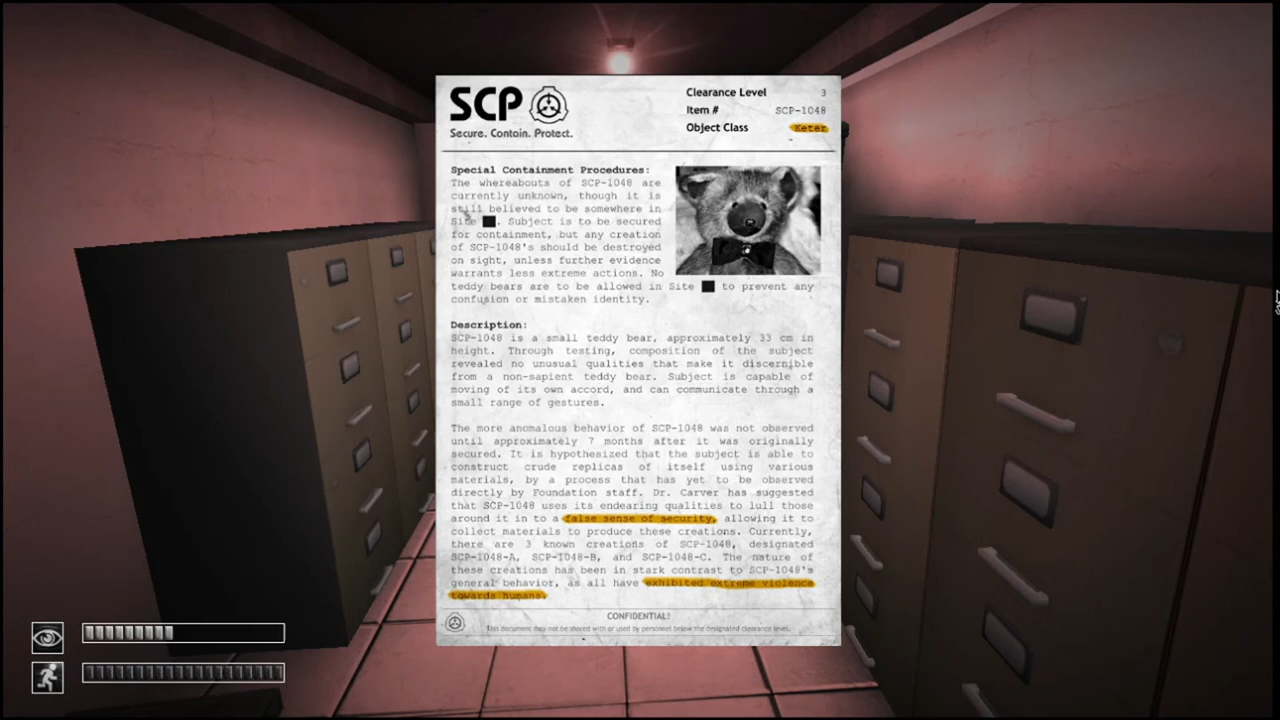 SCP
Secure. Contain. Protect.
Clearance Level 3
Item # SCP-1048
Object Class Keter
Special Containment Procedures:
The whereabouts of SCP-1048 are
currently unknown, though it is
still believed to be somewhere in
Site ■. Subject is to be secured
for containment, but any creation
of SCP-1048's should be destroyed
on sight, unless further evidence
warrants less extreme actions. No
teddy bears are to be allowed in Site ■ to prevent any
confusion or mistaken identity.
Description:
SCP-1048 is a small teddy bear, approximately 33 cm in
height. Through testing, composition of the subject
revealed no unusual qualities that make it discernible
from a non-sapient teddy bear. Subject is capable of
moving of its own accord, and can communicate through a
small range of gestures.
The more anomalous behavior of SCP-1048 was not observed
until approximately 7 months after it was originally
secured. It is hypothesized that the subject is able to
construct crude replicas of itself using various
materials, by a process that has yet to be observed
directly by Foundation staff. Dr. Carver has suggested
that SCP-1048 uses its endearing qualities to lull those
around it in to a false sense of security, allowing it to
collect materials to produce these creations. Currently,
there are 3 known creations of SCP-1048, designated
SCP-1048-A, SCP-1048-B, and SCP-1048-C. The nature of
these creations has been in stark contrast to SCP-1048's
general behavior, as all have exhibited extreme violence
towards humans.
CONFIDENTIAL!
This document may not be shared with or used by personnel below the designated clearance level.